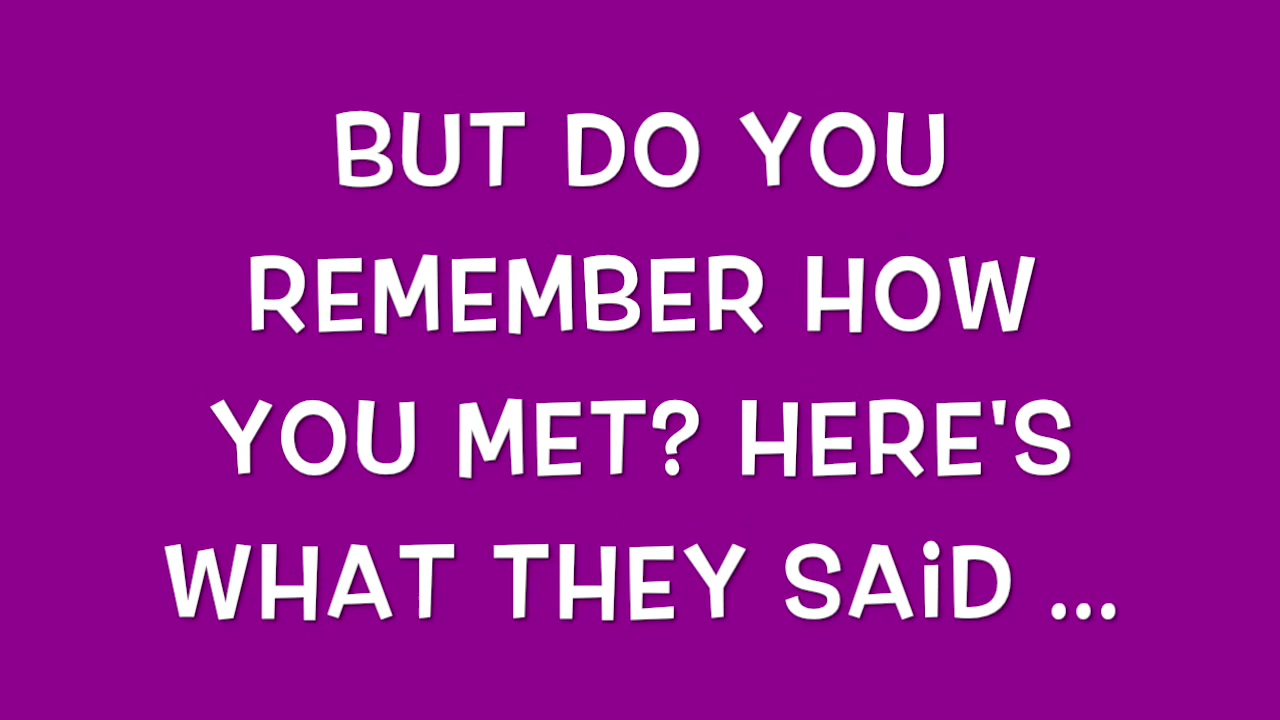 BUT DO YOU
REMEMBER HOW
YOU MET? HERE'S
WHAT THEY SAiD ...